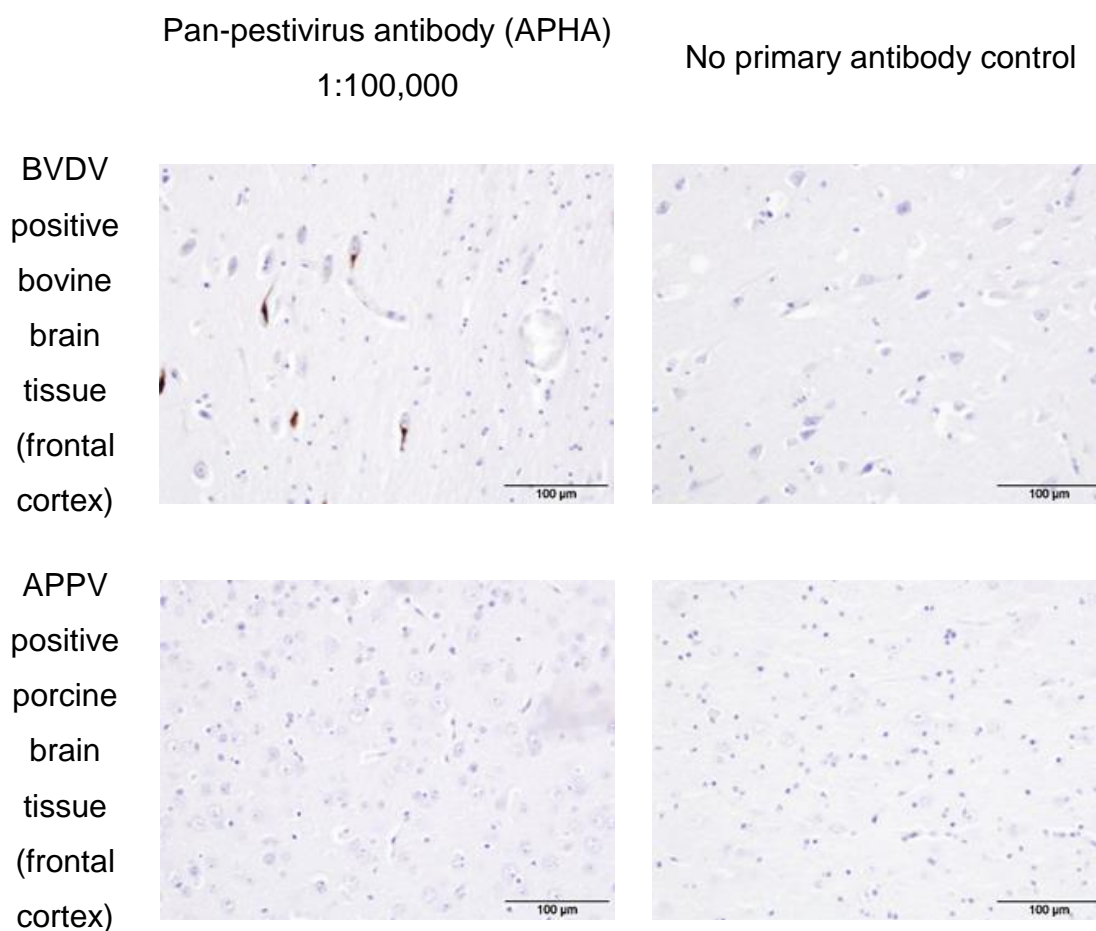 Pan-pestivirus antibody (APHA)
1:100,000
No primary antibody control
BVDV
positive
bovine
brain
tissue
(frontal
cortex)
100 µm
100 µm
APPV
positive
porcine
brain
tissue
(frontal
cortex)
100 µm
100 µm